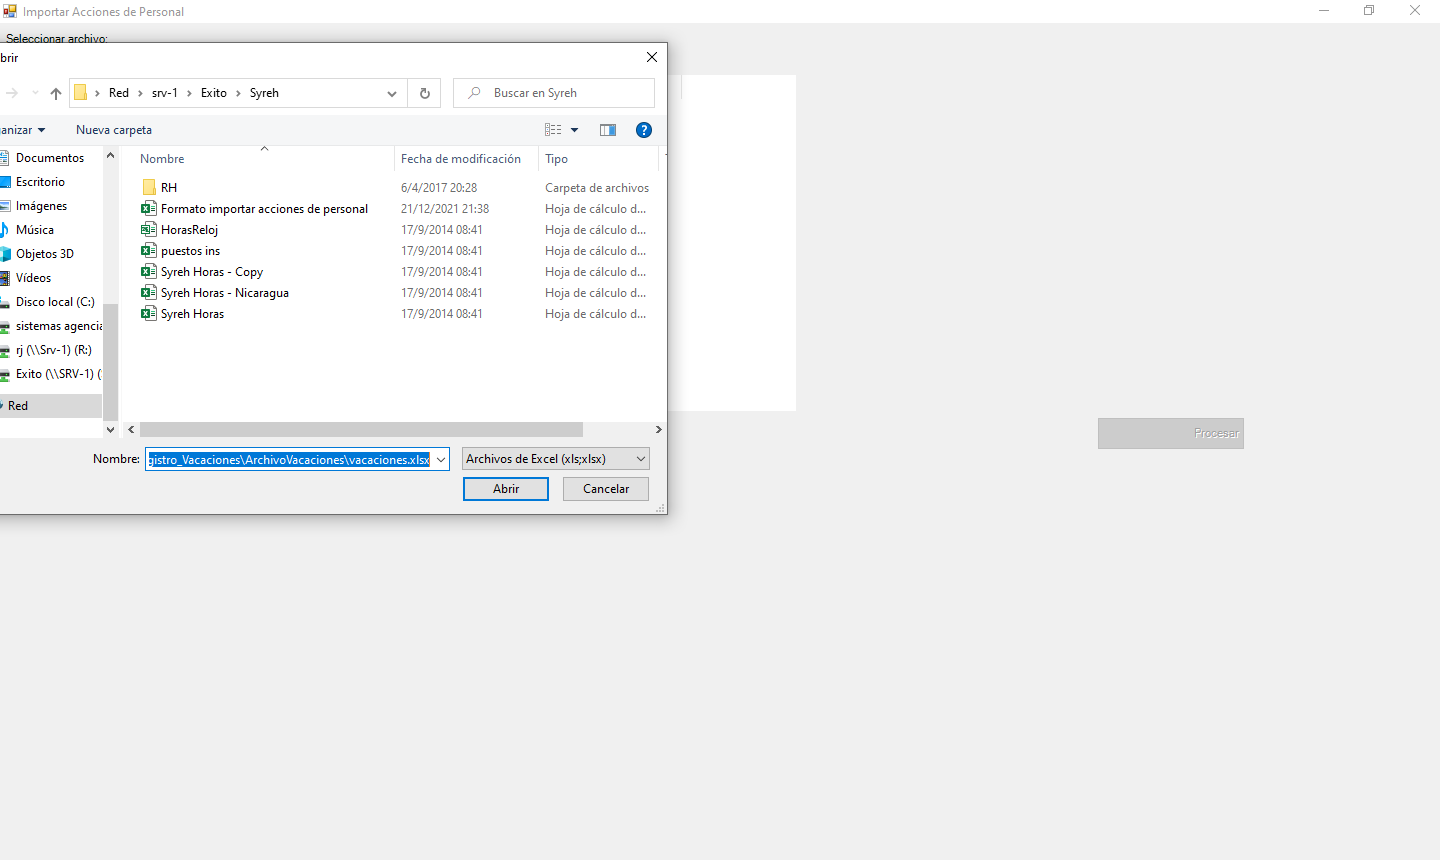 Importar Acciones de Personal
Seleccionar archivo:
brir
Red
srv-1
Exito
Syreh
Buscar en Syreh
anizar
Nueva carpeta
Documentos
Escritorio
Imágenes
Música
Objetos 3D
Vídeos
Disco local (C:)
sistemas agencia
rj (\\Srv-1) (R:)
Exito (\\SRV-1) (
Red
Nombre
Fecha de modificación
Tipo
RH
6/4/2017 20:28
Carpeta de archivos
Formato importar acciones de personal
21/12/2021 21:38
Hoja de cálculo d...
HorasReloj
17/9/2014 08:41
Hoja de cálculo d...
puestos ins
17/9/2014 08:41
Hoja de cálculo d...
Syreh Horas - Copy
17/9/2014 08:41
Hoja de cálculo d...
Syreh Horas - Nicaragua
17/9/2014 08:41
Hoja de cálculo d...
Syreh Horas
17/9/2014 08:41
Hoja de cálculo d...
Nombre:
gistro_Vacaciones\ArchivoVacaciones\vacaciones.xlsx
Archivos de Excel (xls;xlsx)
Abrir
Cancelar
Procesar